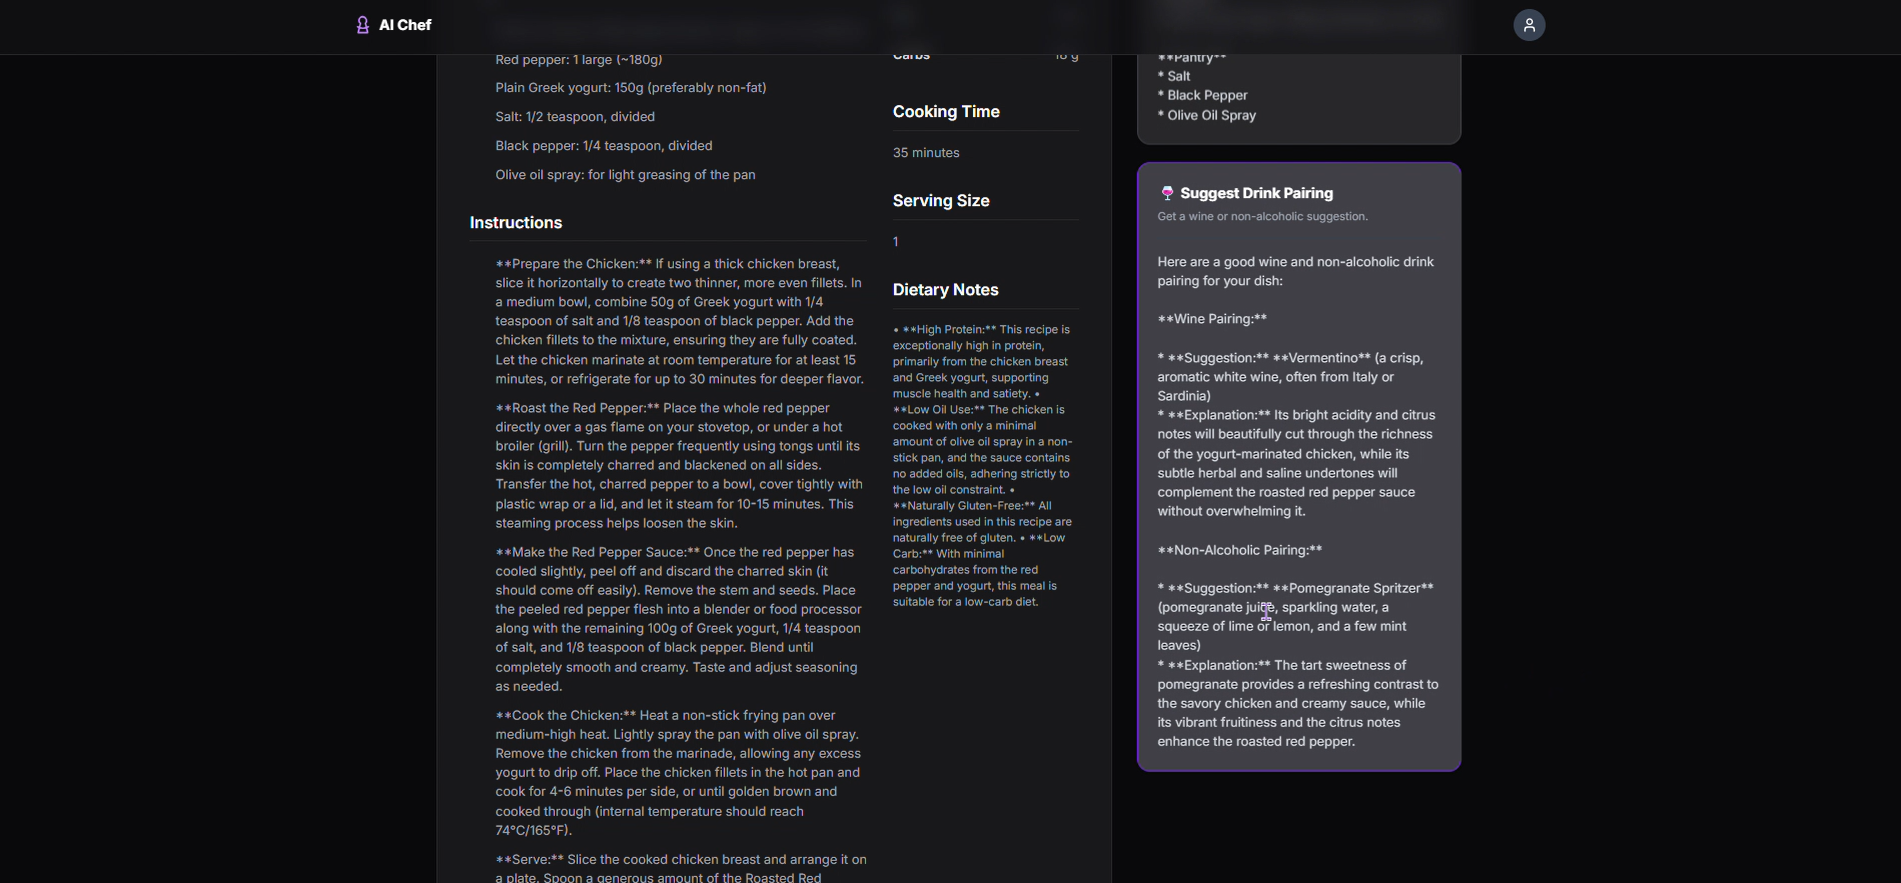 AI Chef
Red pepper: 1 large (~180g)
Plain Greek yogurt: 150g (preferably non-fat)
Salt: 1/2 teaspoon, divided
Black pepper: 1/4 teaspoon, divided
Olive oil spray: for light greasing of the pan
Instructions
**Prepare the Chicken:** If using a thick chicken breast,
slice it horizontally to create two thinner, more even fillets. In
a medium bowl, combine 50g of Greek yogurt with 1/4
teaspoon of salt and 1/8 teaspoon of black pepper. Add the
chicken fillets to the mixture, ensuring they are fully coated.
Let the chicken marinate at room temperature for at least 15
minutes, or refrigerate for up to 30 minutes for deeper flavor.
**Roast the Red Pepper:** Place the whole red pepper
directly over a gas flame on your stovetop, or under a hot
broiler (grill). Turn the pepper frequently using tongs until its
skin is completely charred and blackened on all sides.
Transfer the hot, charred pepper to a bowl, cover tightly with
plastic wrap or a lid, and let it steam for 10-15 minutes. This
steaming process helps loosen the skin.
**Make the Red Pepper Sauce:** Once the red pepper has
cooled slightly, peel off and discard the charred skin (it
should come off easily). Remove the stem and seeds. Place
the peeled red pepper flesh into a blender or food processor
along with the remaining 100g of Greek yogurt, 1/4 teaspoon
of salt, and 1/8 teaspoon of black pepper. Blend until
completely smooth and creamy. Taste and adjust seasoning
as needed.
**Cook the Chicken:** Heat a non-stick frying pan over
medium-high heat. Lightly spray the pan with olive oil spray.
Remove the chicken from the marinade, allowing any excess
yogurt to drip off. Place the chicken fillets in the hot pan and
cook for 4-6 minutes per side, or until golden brown and
cooked through (internal temperature should reach
74°C/165°F).
**Serve:** Slice the cooked chicken breast and arrange it on
a plate. Spoon a generous amount of the Roasted Red
Carbs
Cooking Time
35 minutes
Serving Size
1
Dietary Notes
• **High Protein:** This recipe is
exceptionally high in protein,
primarily from the chicken breast
and Greek yogurt, supporting
muscle health and satiety. •
**Low Oil Use:** The chicken is
cooked with only a minimal
amount of olive oil spray in a non-
stick pan, and the sauce contains
no added oils, adhering strictly to
the low oil constraint. •
**Naturally Gluten-Free:** All
ingredients used in this recipe are
naturally free of gluten. • **Low
Carb:** With minimal
carbohydrates from the red
pepper and yogurt, this meal is
suitable for a low-carb diet.
**Pantry**
* Salt
* Black Pepper
* Olive Oil Spray
Suggest Drink Pairing
Get a wine or non-alcoholic suggestion.
Here are a good wine and non-alcoholic drink
pairing for your dish:
**Wine Pairing:**
* **Suggestion:** **Vermentino** (a crisp,
aromatic white wine, often from Italy or
Sardinia)
* **Explanation:** Its bright acidity and citrus
notes will beautifully cut through the richness
of the yogurt-marinated chicken, while its
subtle herbal and saline undertones will
complement the roasted red pepper sauce
without overwhelming it.
**Non-Alcoholic Pairing:**
* **Suggestion:** **Pomegranate Spritzer**
(pomegranate juice, sparkling water, a
squeeze of lime or lemon, and a few mint
leaves)
* **Explanation:** The tart sweetness of
pomegranate provides a refreshing contrast to
the savory chicken and creamy sauce, while
its vibrant fruitiness and the citrus notes
enhance the roasted red pepper.